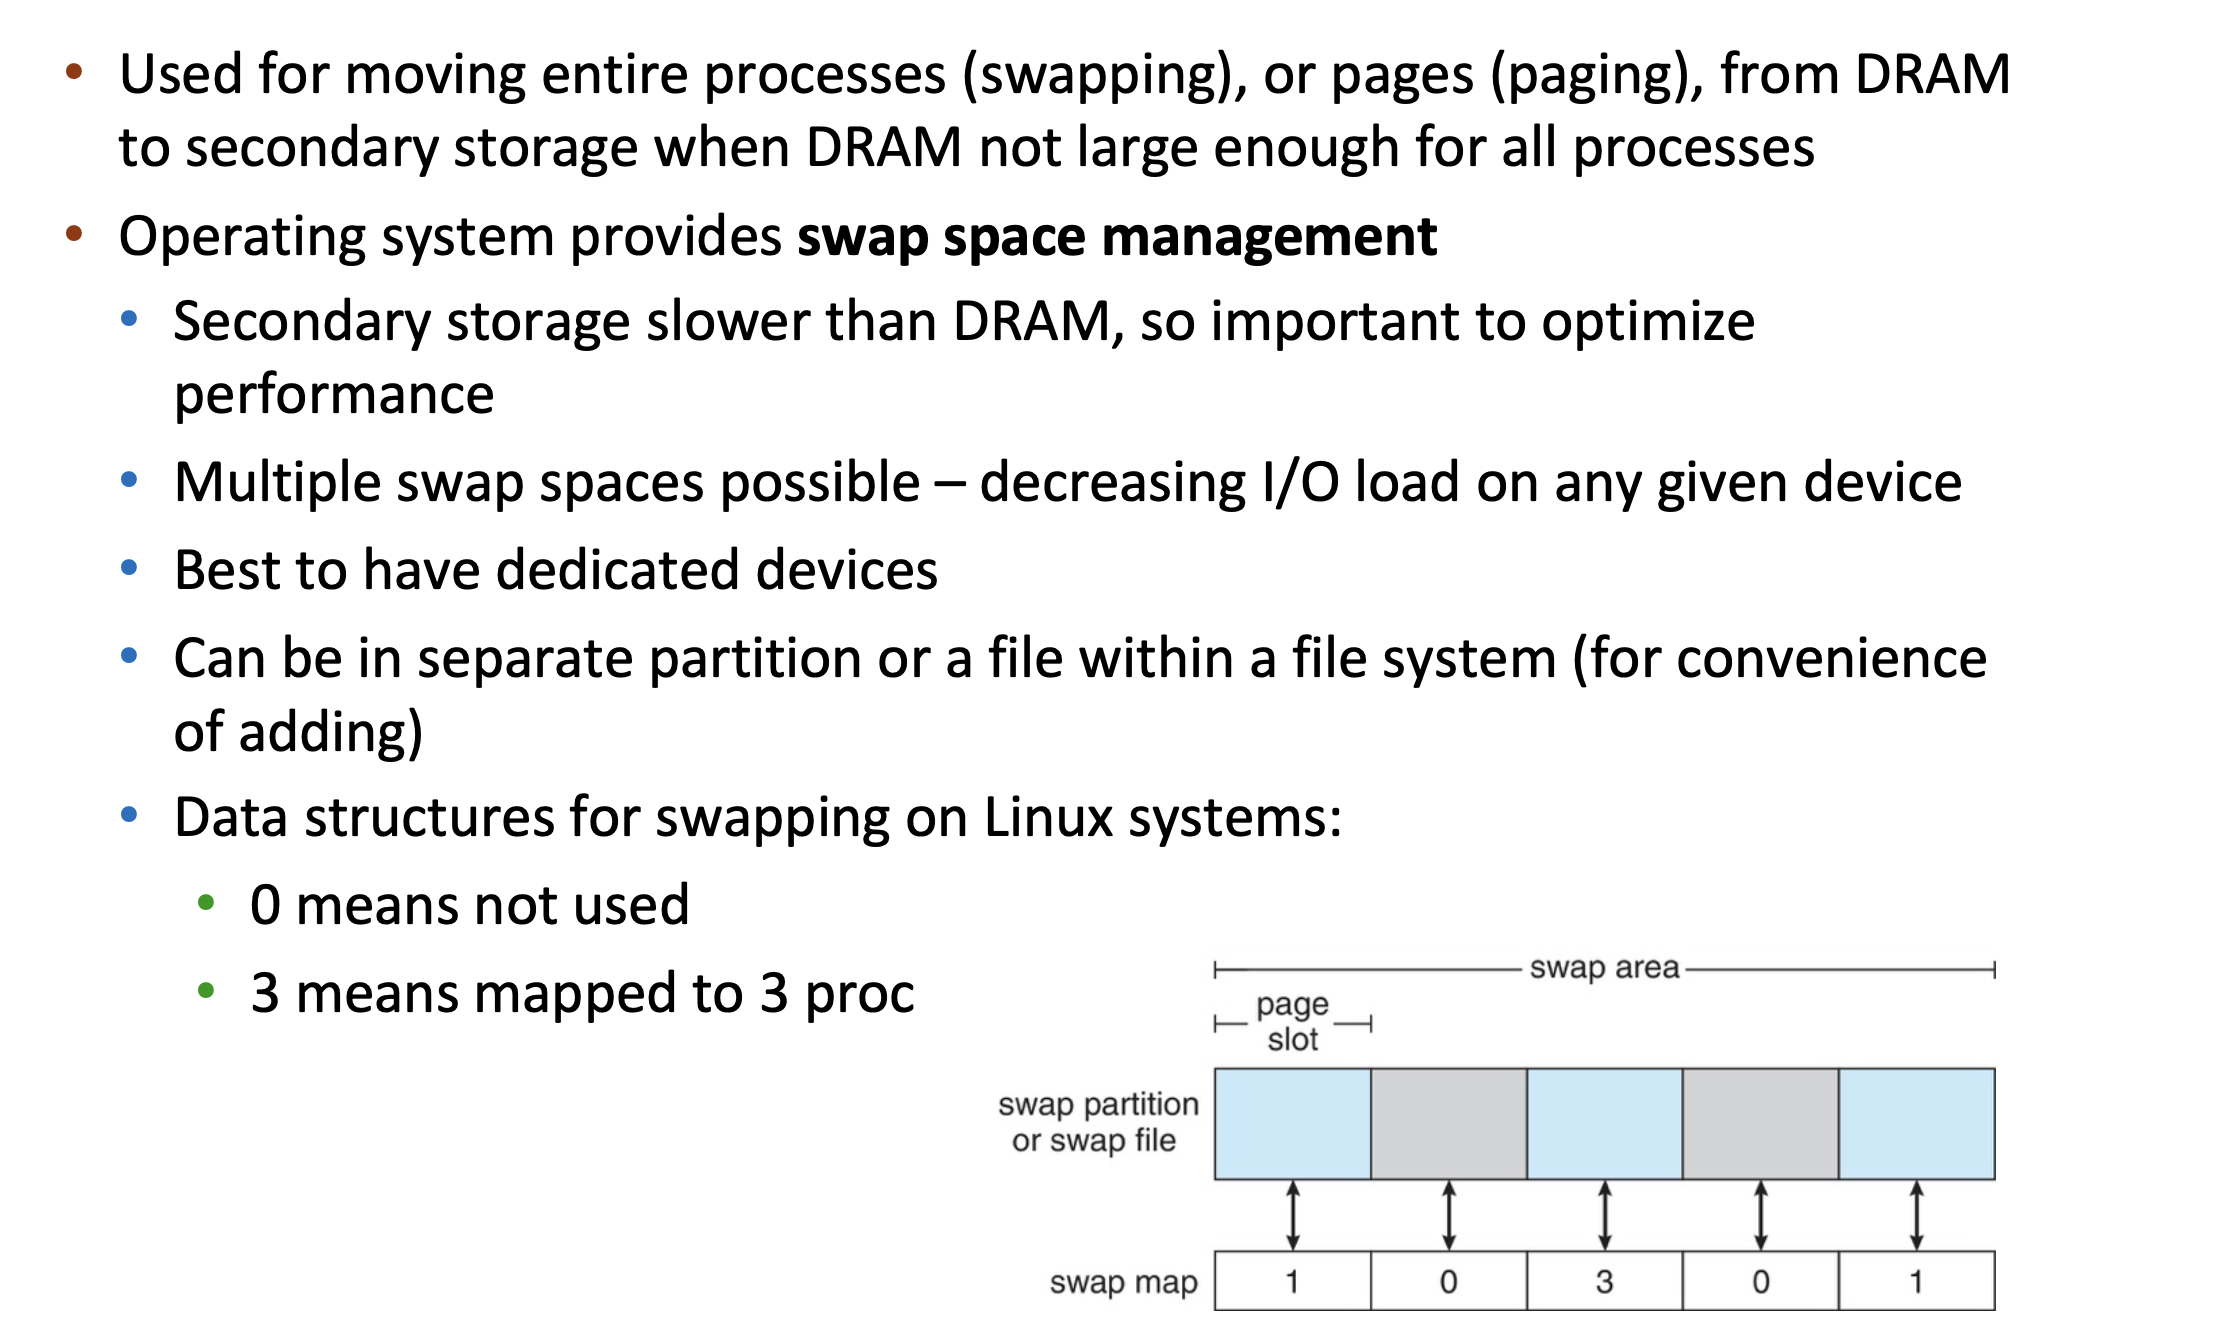 • Used for moving entire processes (swapping), or pages (paging), from DRAM
to secondary storage when DRAM not large enough for all processes
• Operating system provides swap space management
• Secondary storage slower than DRAM, so important to optimize
performance
• Multiple swap spaces possible – decreasing I/O load on any given device
• Best to have dedicated devices
• Can be in separate partition or a file within a file system (for convenience
of adding)
• Data structures for swapping on Linux systems:
• 0 means not used
• 3 means mapped to 3 proc
swap area
page
slot
swap partition
or swap file
swap map 1 0 3 0 1